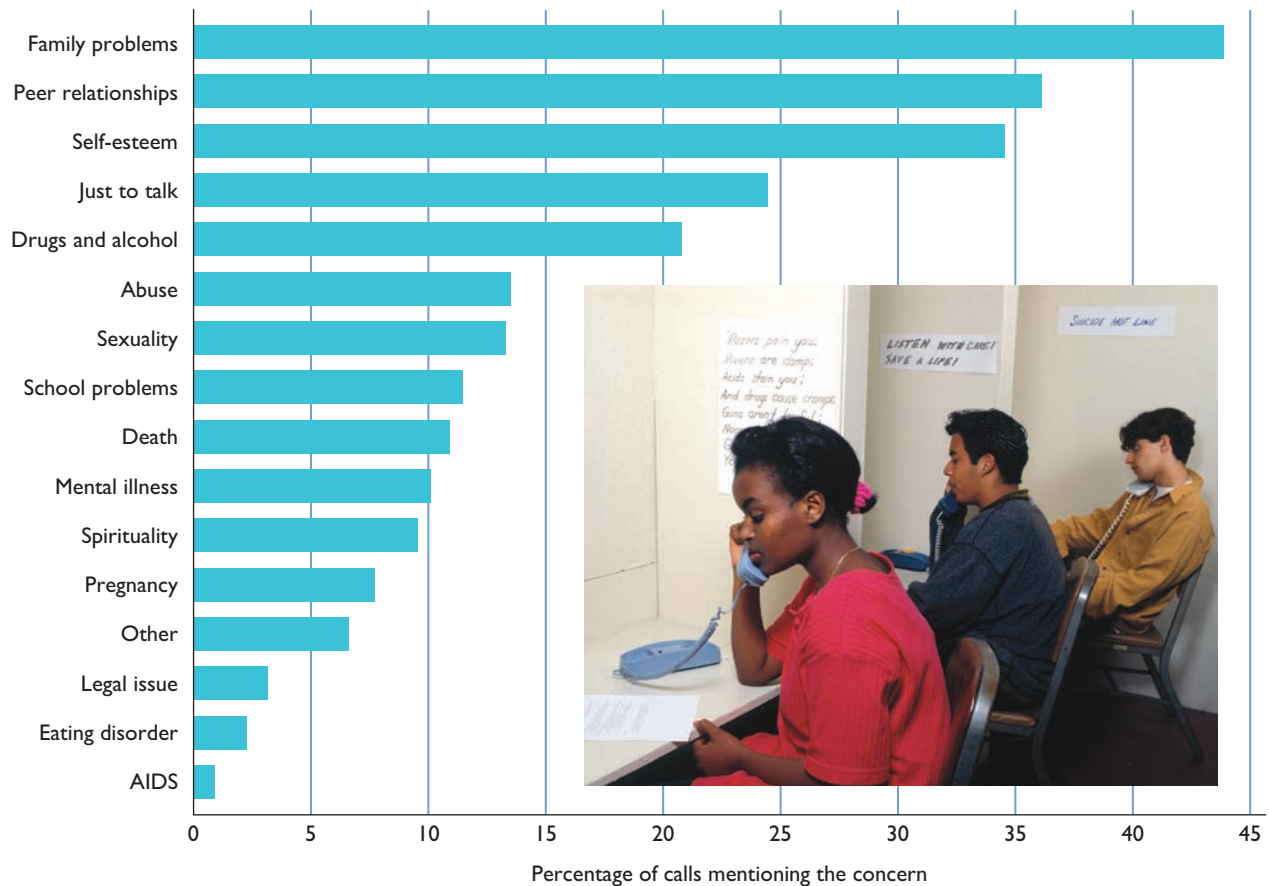 Family problems
Peer relationships
Self-esteem
Just to talk
Drugs and alcohol
Abuse
Sexuality
School problems
Death
Mental illness
Spirituality
Pregnancy
Other
Legal issue
Eating disorder
AIDS
0 5 10 15 20 25 30 35 40 45
Percentage of calls mentioning the concern
"Razors pain you;
Rivers are damp;
Acids stain you;
And drugs cause cramps.
Guns aren't
LISTEN WITH CARE!
SAVE A LIFE!
SUICIDE HOT LINE